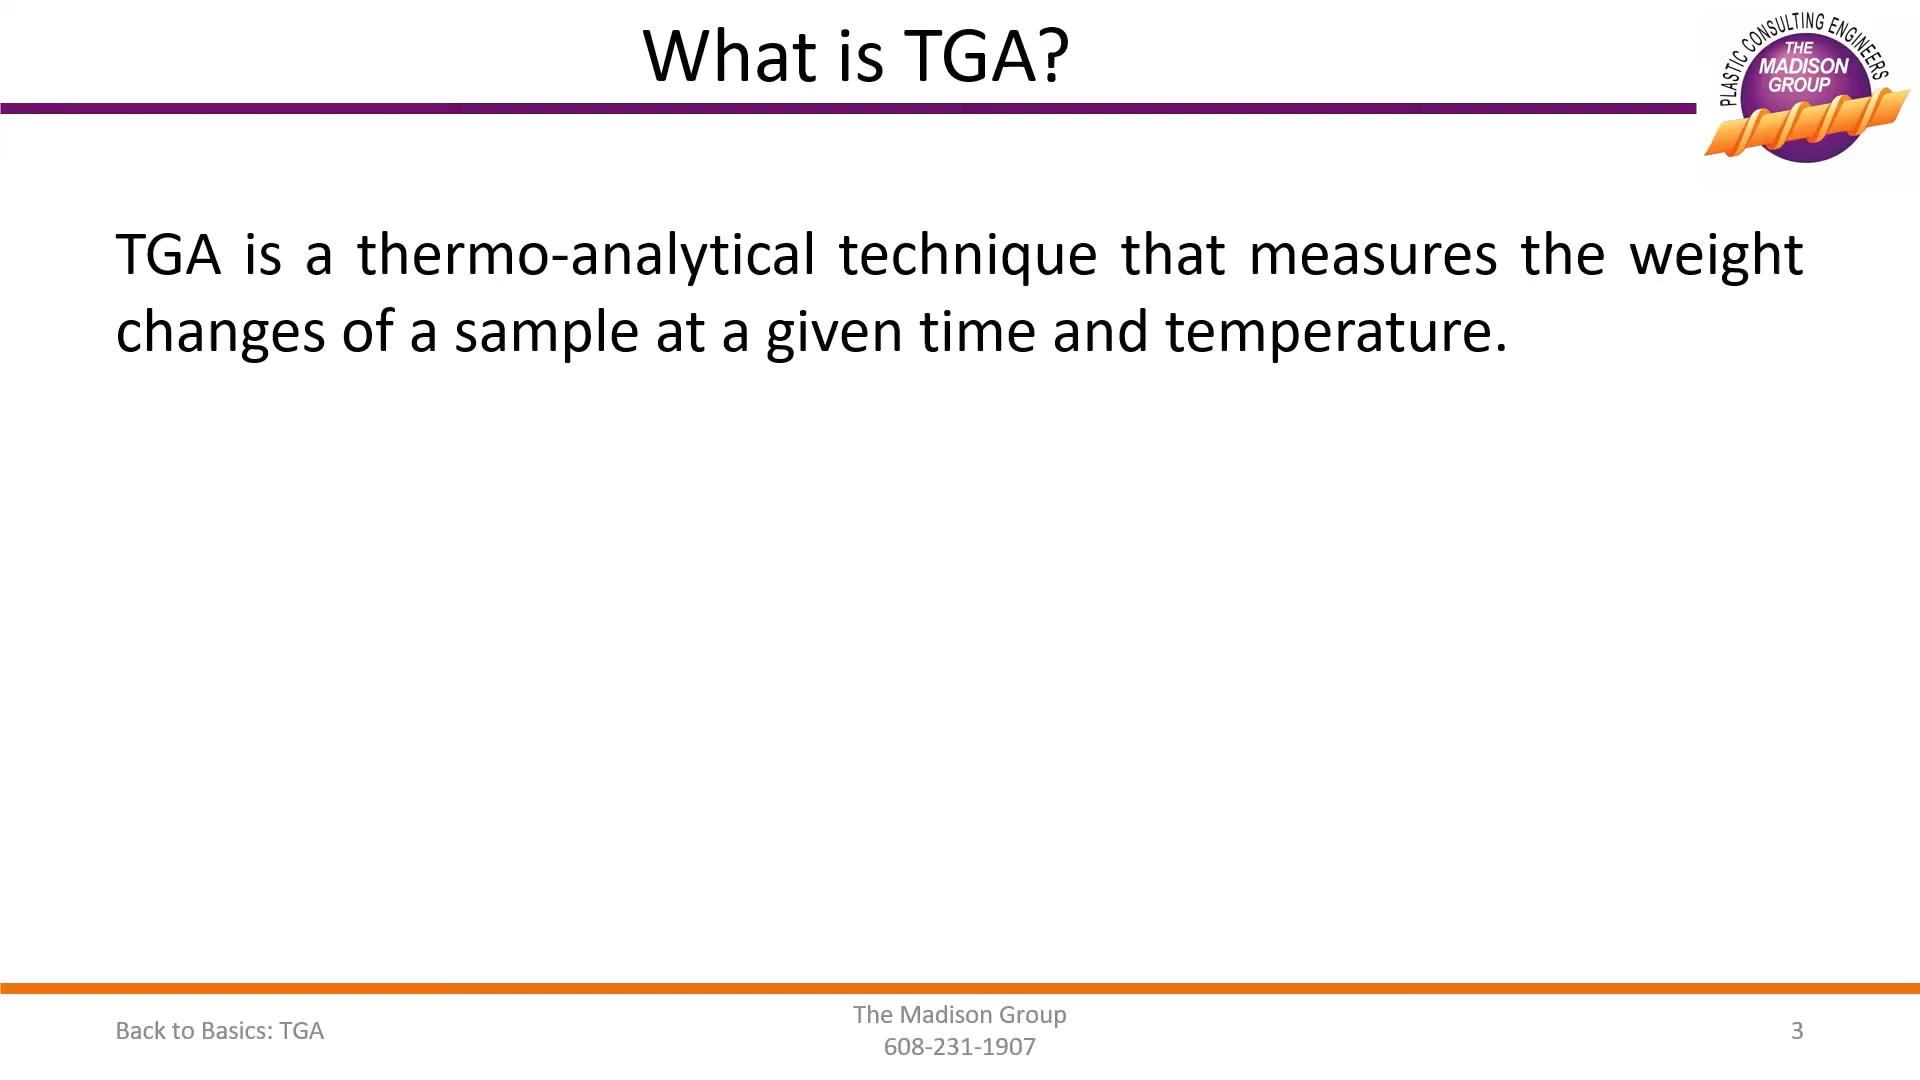 What is TGA?
PLASTIC CONSULTING ENGINEERS
THE
MADISON
GROUP
TGA is a thermo-analytical technique that measures the weight
changes of a sample at a given time and temperature.
Back to Basics: TGA
The Madison Group
608-231-1907
3